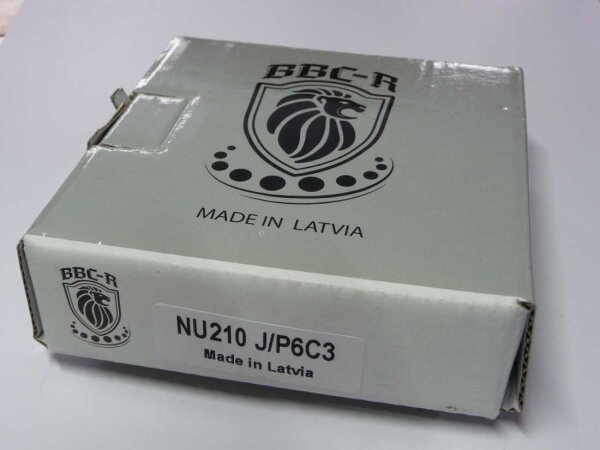 BBC-R
MADE IN LATVIA
BBC-R
NU210 J/P6C3
Made in Latvia